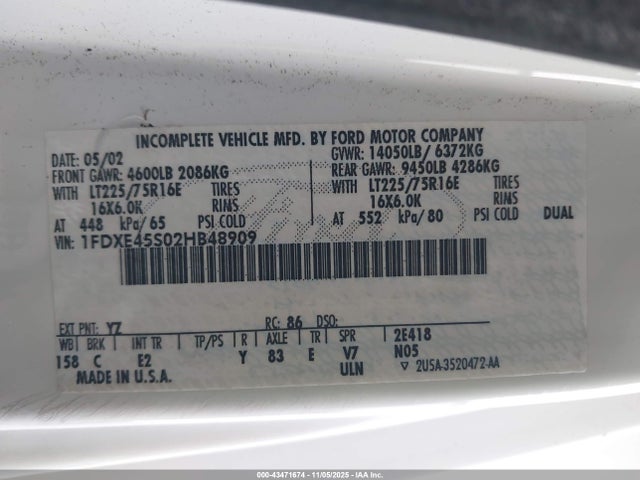 INCOMPLETE VEHICLE MFD. BY FORD MOTOR COMPANY
DATE: 05/02 GVWR: 14050LB/ 6372KG
FRONT GAWR: 4600LB 2086KG REAR GAWR: 9450LB 4286KG
WITH LT225/75R16E TIRES WITH LT225/75R16E TIRES
16X6.0K RIMS 16X6.0K RIMS
AT 448 kPa/65 PSI COLD AT 552 kPa/80 PSI COLD DUAL
VIN: 1FDXE45S02HB48909
EXT PNT: YZ RC: 86 DSO:
WB BRK INT TR TP/PS R AXLE TR SPR 2E418
158 C E2 Y 83 E V7 N05
ULN ▽ 2U5A-3520472-AA
MADE IN U.S.A.
000-43471674 11/05/2025 IAA, Inc.